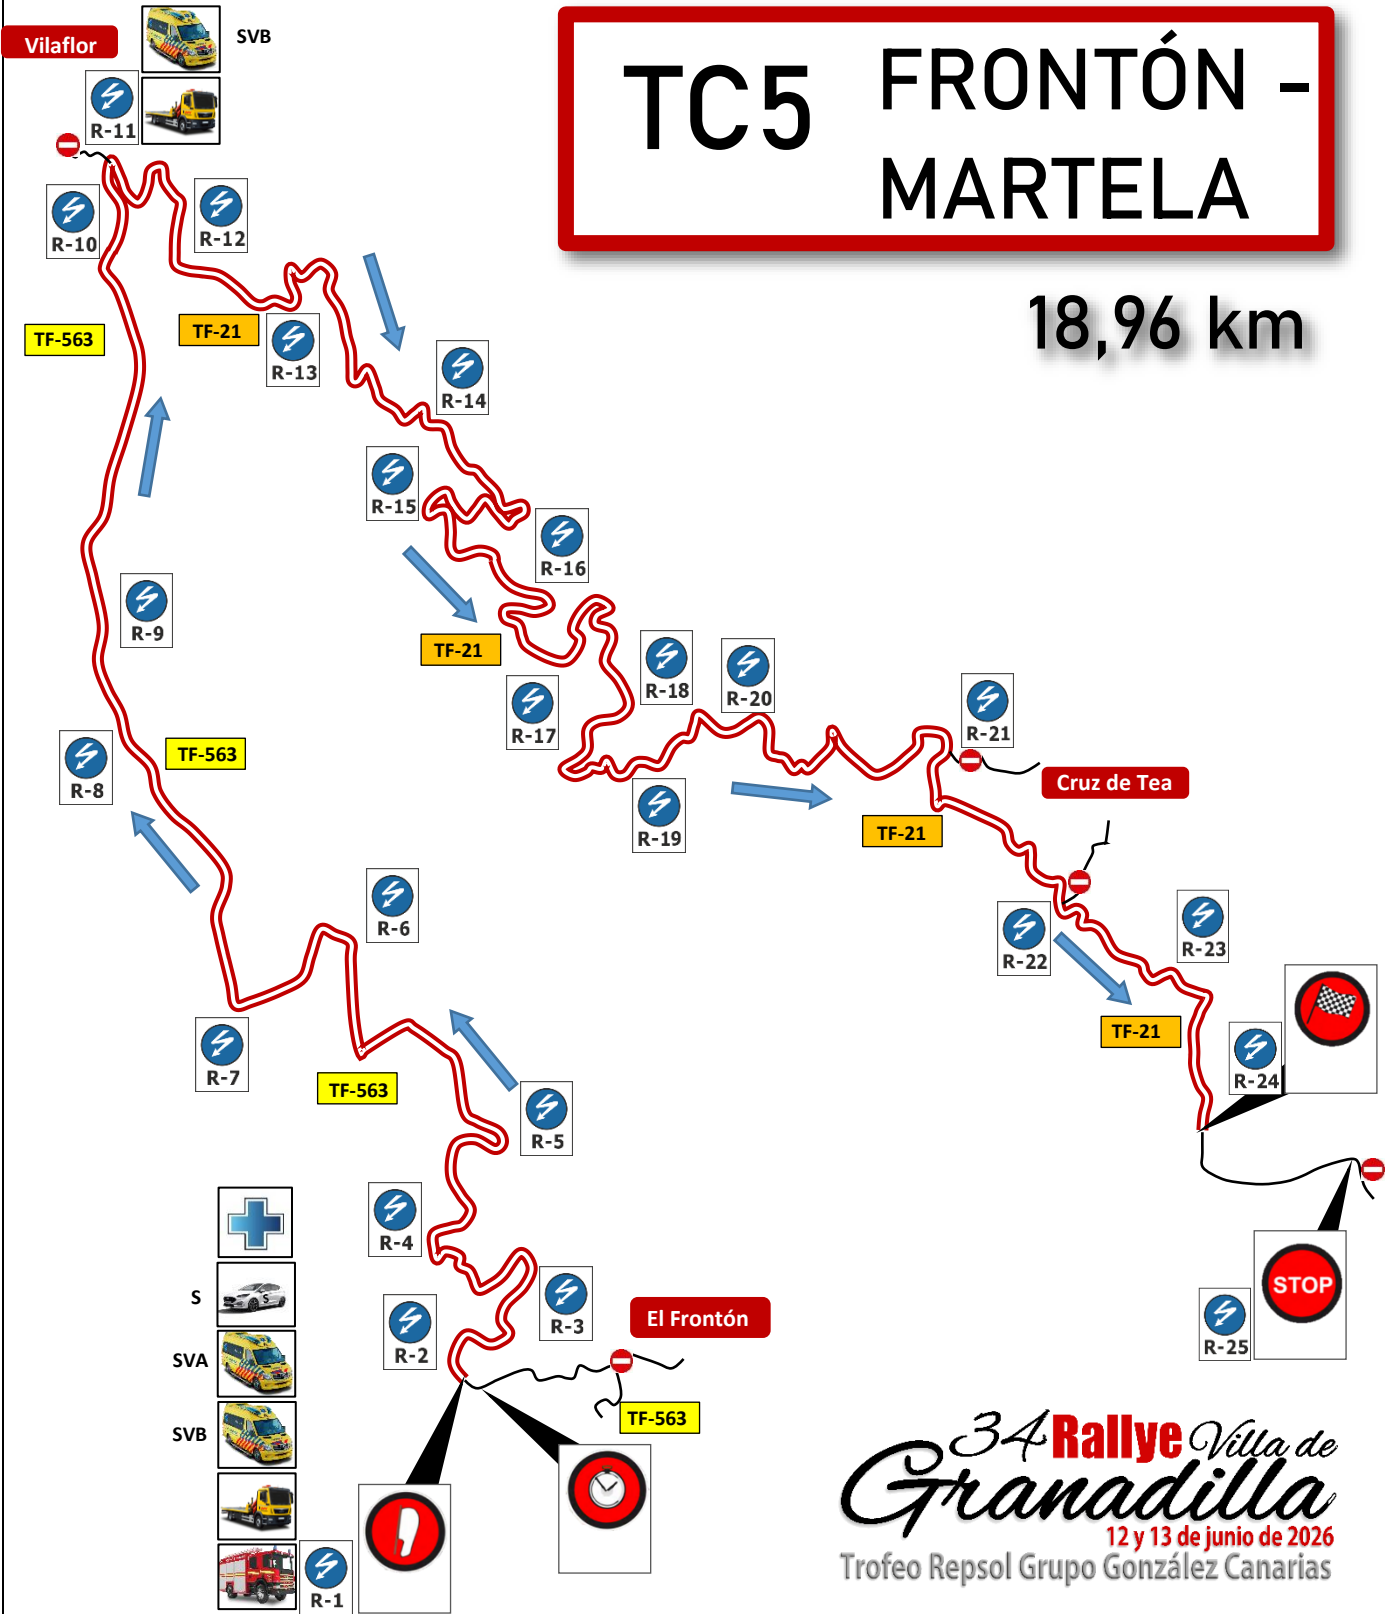 Vilaflor
SVB
TC5
FRONTÓN -
MARTELA
18,96 km
R-11
R-10
R-12
TF-563
TF-21
R-13
R-14
R-15
R-16
R-9
TF-21
R-17
R-18
R-20
R-21
TF-563
R-8
Cruz de Tea
R-19
TF-21
R-6
R-22
R-23
R-7
TF-21
R-24
TF-563
R-5
R-4
S
STOP
R-3
El Frontón
R-2
R-25
SVA
TF-563
SVB
34 Rallye Villa de
Granadilla
12 y 13 de junio de 2026
Trofeo Repsol Grupo González Canarias
R-1
S